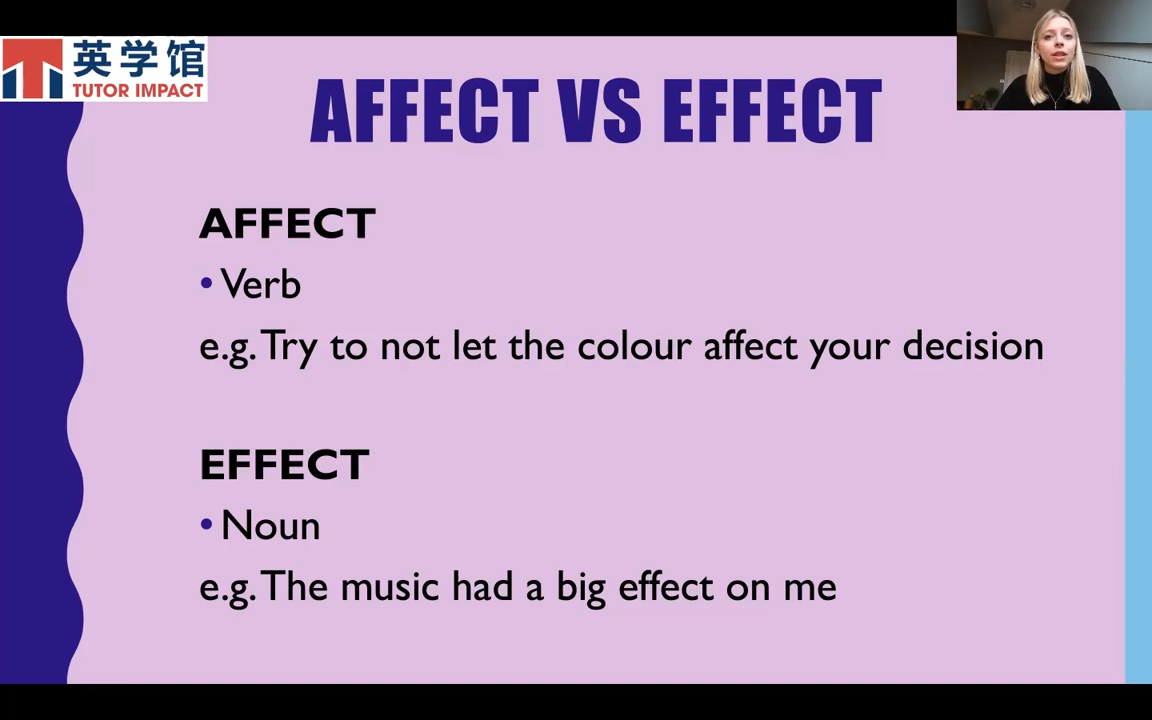 英学馆
TUTOR IMPACT
AFFECT VS EFFECT
AFFECT
• Verb
e.g. Try to not let the colour affect your decision
EFFECT
• Noun
e.g. The music had a big effect on me